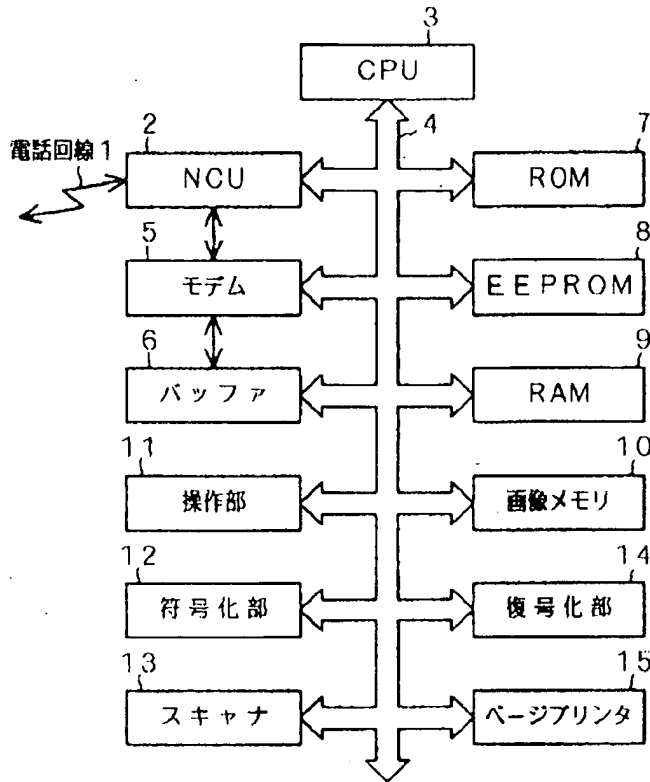 3
CPU
4
電話回線1
2
NCU
7
ROM
5
モデム
8
EEPROM
6
バッファ
9
RAM
11
操作部
10
画像メモリ
12
符号化部
14
復号化部
13
スキャナ
15
ページプリンタ